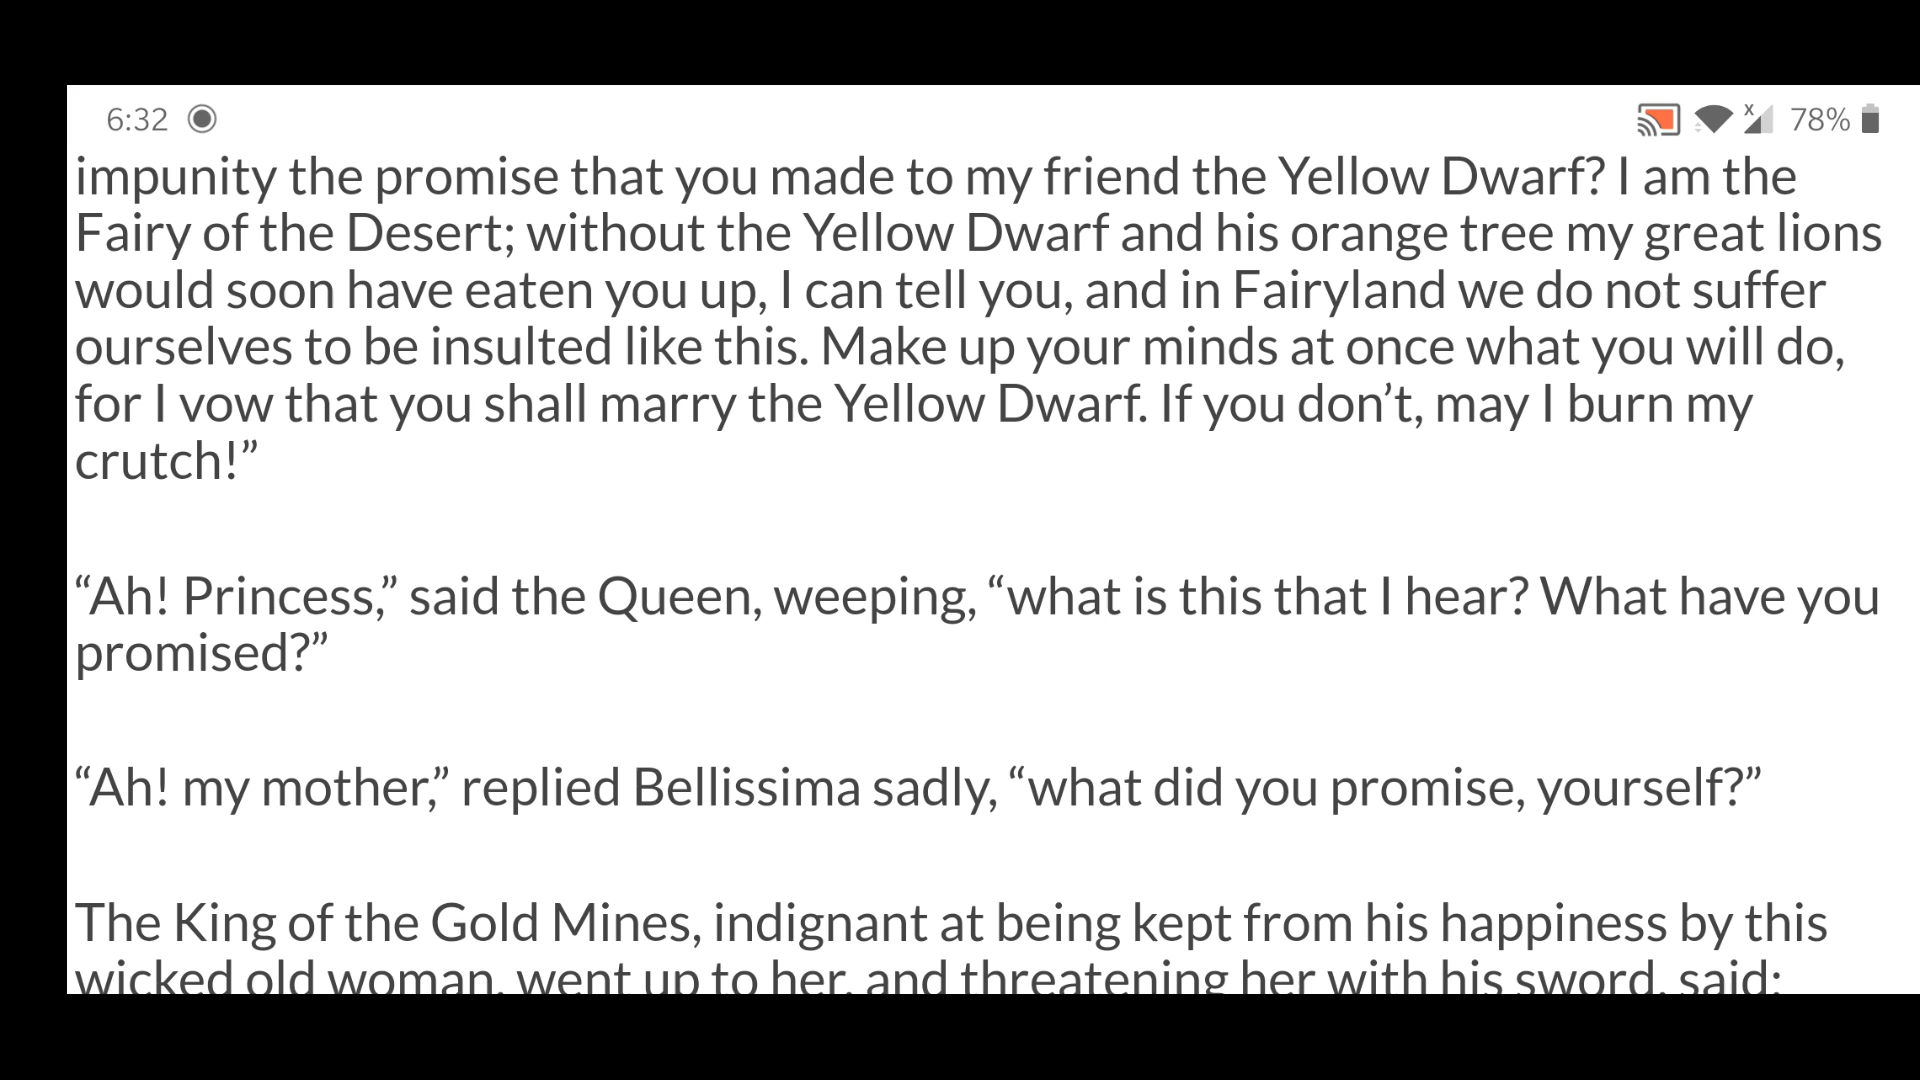 6:32
x 78%
impunity the promise that you made to my friend the Yellow Dwarf? I am the
Fairy of the Desert; without the Yellow Dwarf and his orange tree my great lions
would soon have eaten you up, I can tell you, and in Fairyland we do not suffer
ourselves to be insulted like this. Make up your minds at once what you will do,
for I vow that you shall marry the Yellow Dwarf. If you don’t, may I burn my
crutch!”
“Ah! Princess,” said the Queen, weeping, “what is this that I hear? What have you
promised?”
“Ah! my mother,” replied Bellissima sadly, “what did you promise, yourself?”
The King of the Gold Mines, indignant at being kept from his happiness by this
wicked old woman, went up to her, and threatening her with his sword, said: